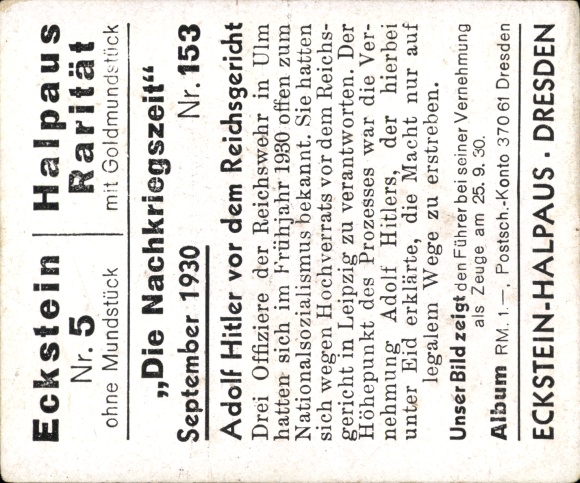 Eckstein
Nr. 5
ohne Mundstück
Halpaus
Rarität
mit Goldmundstück
„Die Nachkriegszeit“
September 1930 Nr. 153
Adolf Hitler vor dem Reichsgericht
Drei Offiziere der Reichswehr in Ulm
hatten sich im Frühjahr 1930 offen zum
Nationalsozialismus bekannt. Sie hatten
sich wegen Hochverrats vor dem Reichs-
gericht in Leipzig zu verantworten. Der
Höhepunkt des Prozesses war die Ver-
nehmung Adolf Hitlers, der hierbei
unter Eid erklärte, die Macht nur auf
legalem Wege zu erstreben.
Unser Bild zeigt den Führer bei seiner Vernehmung
als Zeuge am 25. 9. 30.
Album RM. 1.—, Postsch.-Konto 370 61 Dresden
ECKSTEIN-HALPAUS · DRESDEN